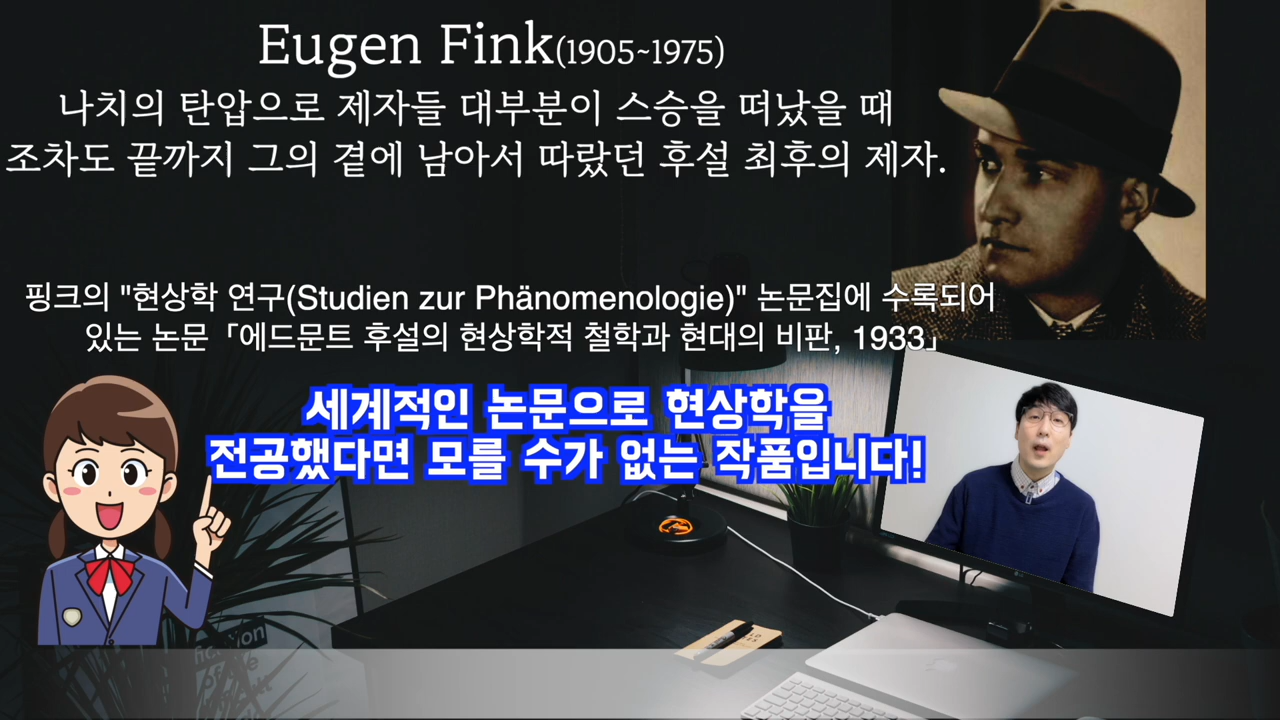 Eugen Fink(1905~1975)
나치의 탄압으로 제자들 대부분이 스승을 떠났을 때
조차도 끝까지 그의 곁에 남아서 따랐던 후설 최후의 제자.
핑크의 "현상학 연구(Studien zur Phänomenologie)" 논문집에 수록되어
있는 논문「에드문트 후설의 현상학적 철학과 현대의 비판, 1933」
세계적인 논문으로 현상학을
전공했다면 모를 수가 없는 작품입니다!